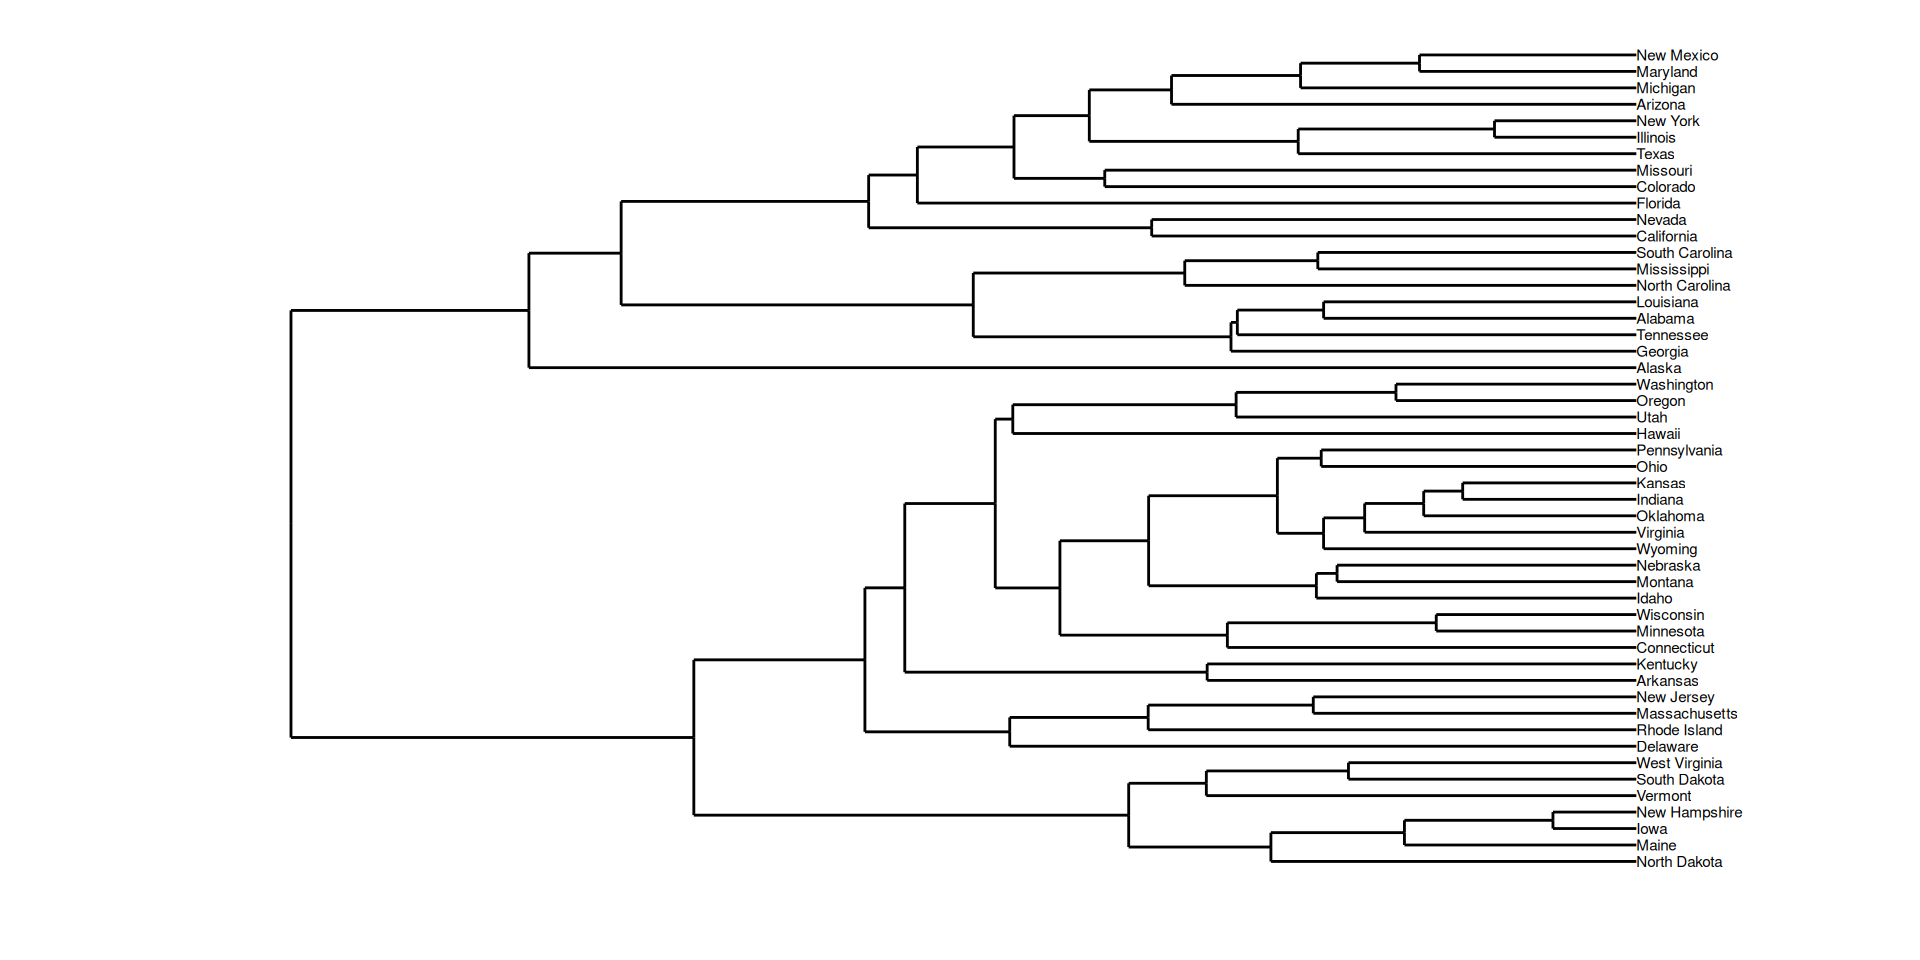 New Mexico
Maryland
Michigan
Arizona
New York
Illinois
Texas
Missouri
Colorado
Florida
Nevada
California
South Carolina
Mississippi
North Carolina
Louisiana
Alabama
Tennessee
Georgia
Alaska
Washington
Oregon
Utah
Hawaii
Pennsylvania
Ohio
Kansas
Indiana
Oklahoma
Virginia
Wyoming
Nebraska
Montana
Idaho
Wisconsin
Minnesota
Connecticut
Kentucky
Arkansas
New Jersey
Massachusetts
Rhode Island
Delaware
West Virginia
South Dakota
Vermont
New Hampshire
Iowa
Maine
North Dakota